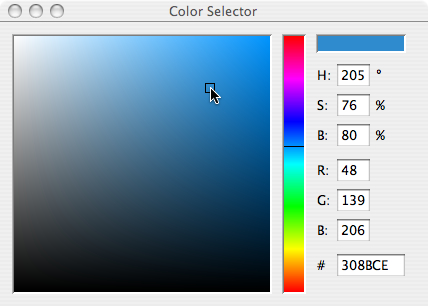 Color Selector
H: 205 °
S: 76 %
B: 80 %
R: 48
G: 139
B: 206
# 308BCE